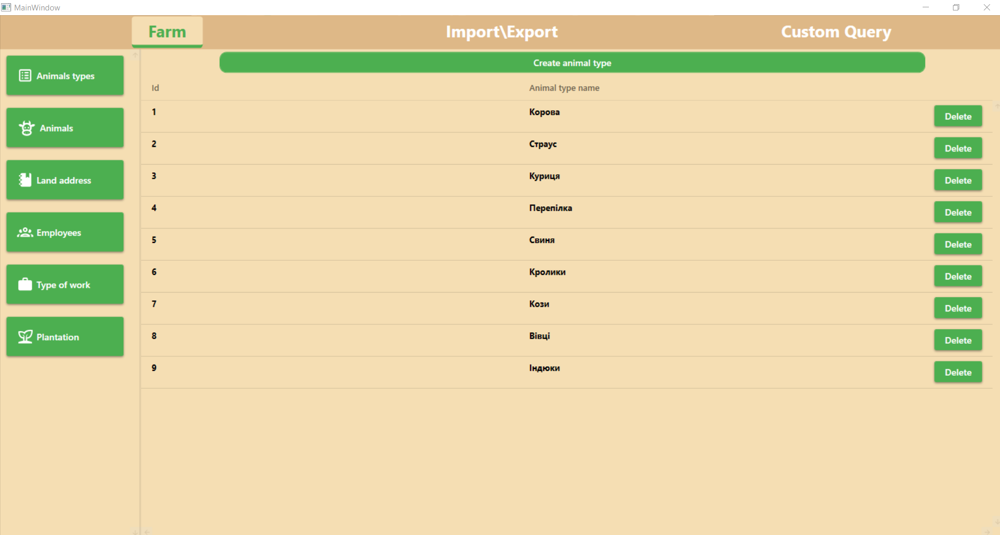 MainWindow
Farm
Import\Export
Custom Query
Animals types
Animals
Land address
Employees
Type of work
Plantation
Create animal type
Id Animal type name
1 Корова Delete
2 Страус Delete
3 Куриця Delete
4 Перепілка Delete
5 Свиня Delete
6 Кролики Delete
7 Кози Delete
8 Вівці Delete
9 Індюки Delete